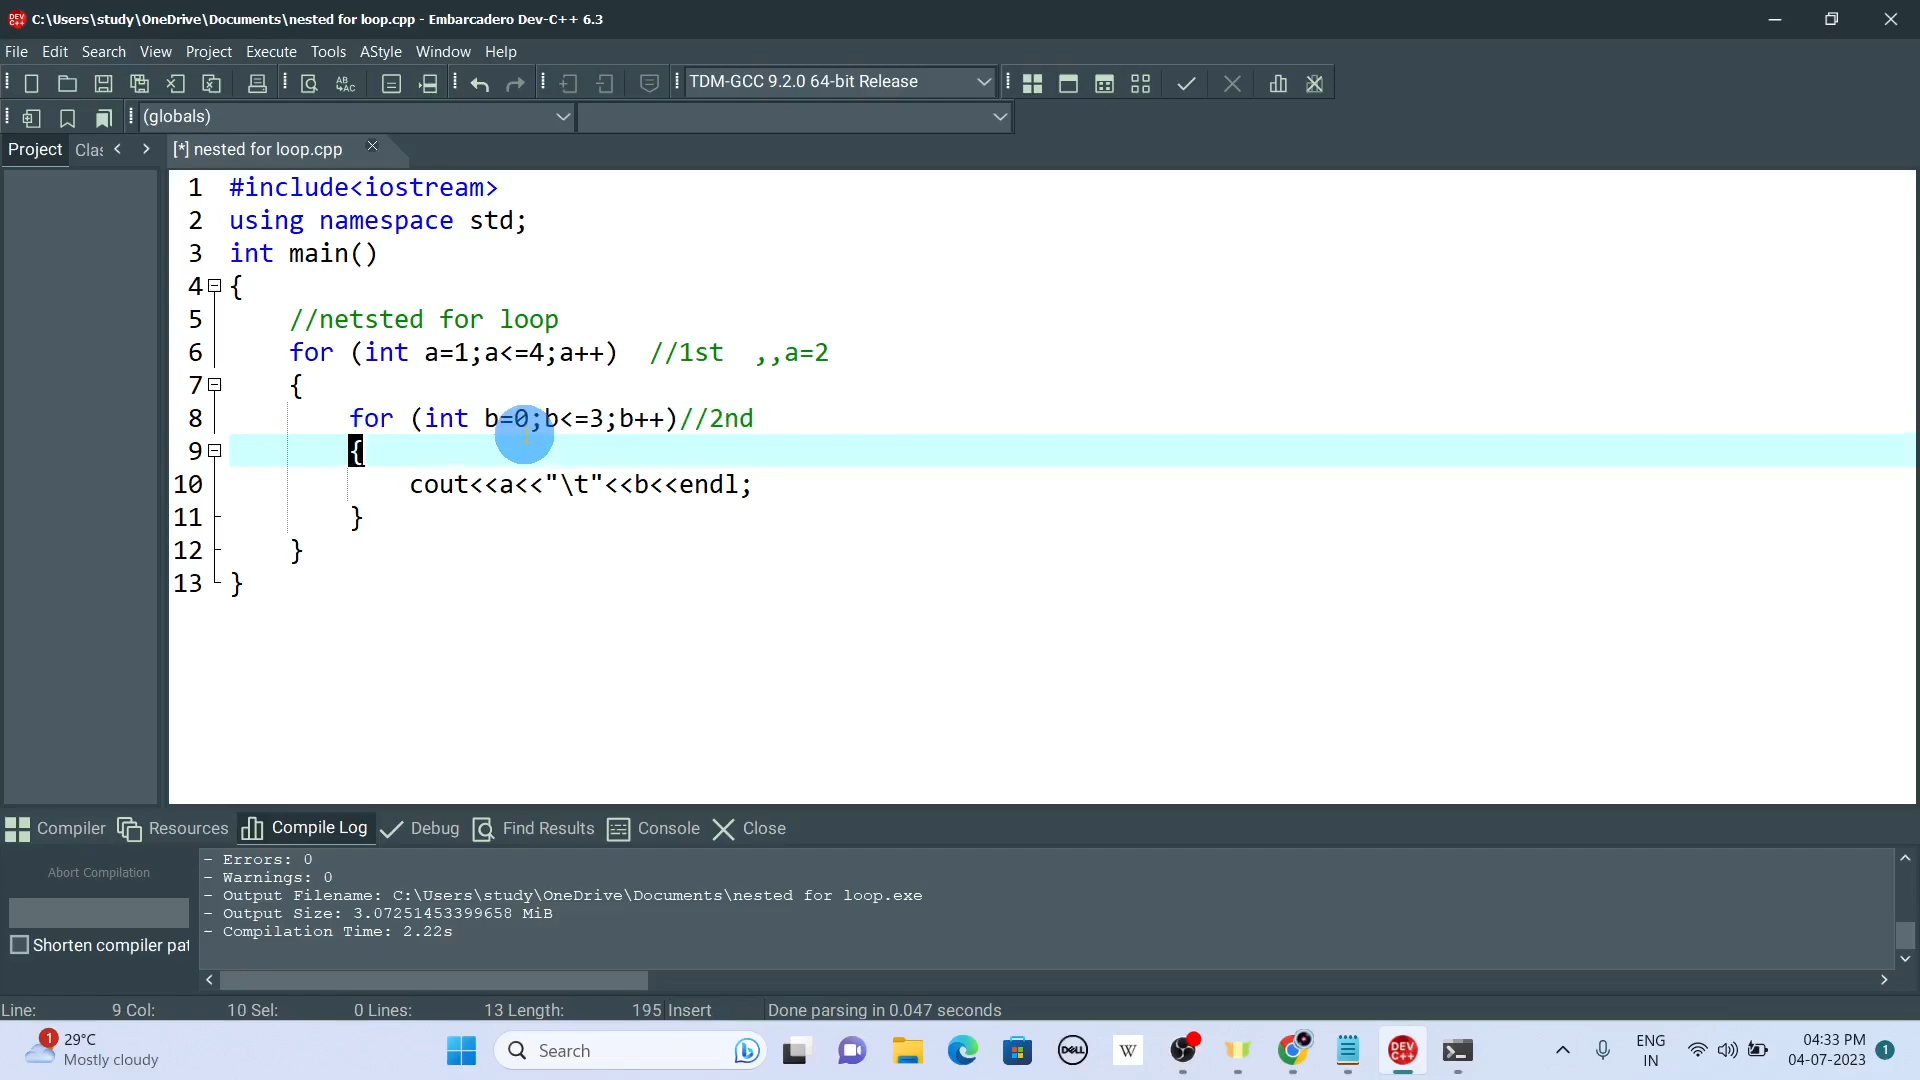 C:\Users\study\OneDrive\Documents\nested for loop.cpp - Embarcadero Dev-C++ 6.3
File Edit Search View Project Execute Tools AStyle Window Help
TDM-GCC 9.2.0 64-bit Release
(globals)
Project Clas [*] nested for loop.cpp
1 #include<iostream>
2 using namespace std;
3 int main()
4 {
5 //netsted for loop
6 for (int a=1;a<=4;a++) //1st ,,a=2
7 {
8 for (int b=0;b<=3;b++)//2nd
9 {
10 cout<<a<<"\t"<<b<<endl;
11 }
12 }
13 }
Compiler Resources Compile Log Debug Find Results Console Close
Abort Compilation
Shorten compiler pat
- Errors: 0
- Warnings: 0
- Output Filename: C:\Users\study\OneDrive\Documents\nested for loop.exe
- Output Size: 3.07251453399658 MiB
- Compilation Time: 2.22s
Line: 9 Col: 10 Sel: 0 Lines: 13 Length: 195 Insert Done parsing in 0.047 seconds
1 29°C
Mostly cloudy
Search
DELL
W
DEV C++
ENG
IN
04:33 PM
04-07-2023
1